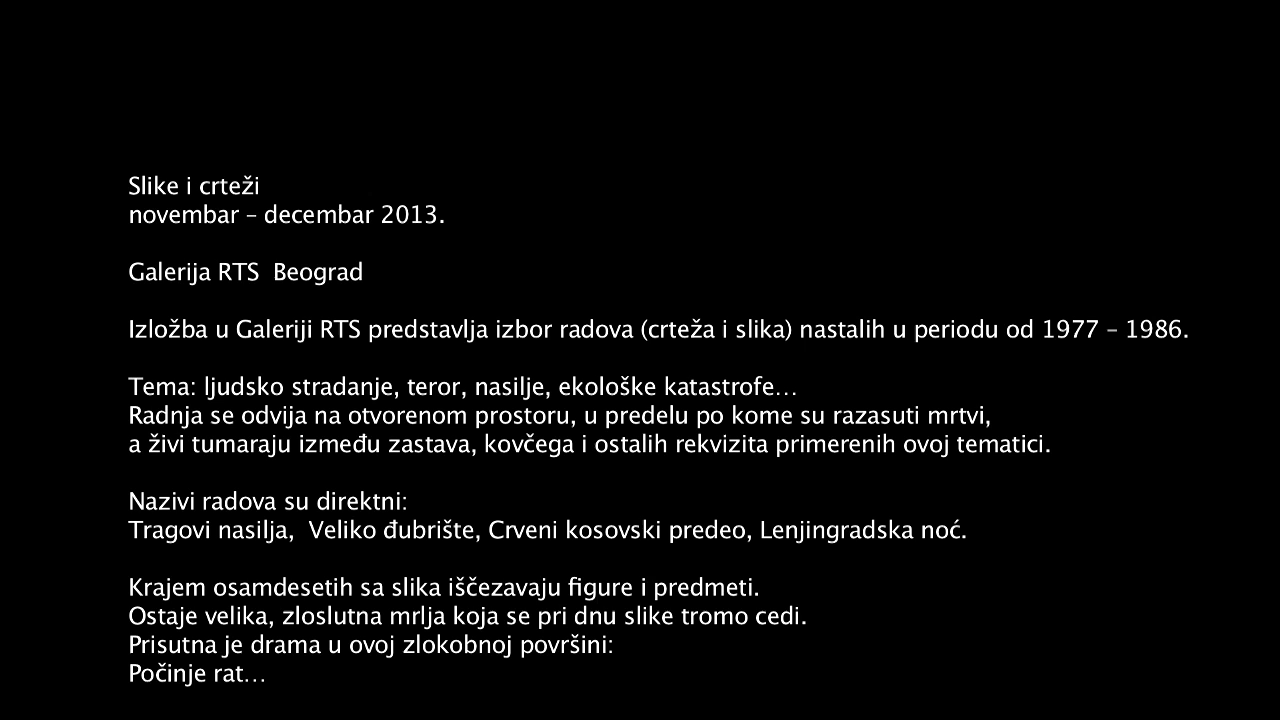 Slike i crteži
novembar – decembar 2013.
Galerija RTS  Beograd
Izložba u Galeriji RTS predstavlja izbor radova (crteža i slika) nastalih u periodu od 1977 – 1986.
Tema: ljudsko stradanje, teror, nasilje, ekološke katastrofe…
Radnja se odvija na otvorenom prostoru, u predelu po kome su razasuti mrtvi,
a živi tumaraju između zastava, kovčega i ostalih rekvizita primerenih ovoj tematici.
Nazivi radova su direktni:
Tragovi nasilja,  Veliko đubrište, Crveni kosovski predeo, Lenjingradska noć.
Krajem osamdesetih sa slika iščezavaju figure i predmeti.
Ostaje velika, zloslutna mrlja koja se pri dnu slike tromo cedi.
Prisutna je drama u ovoj zlokobnoj površini:
Počinje rat…